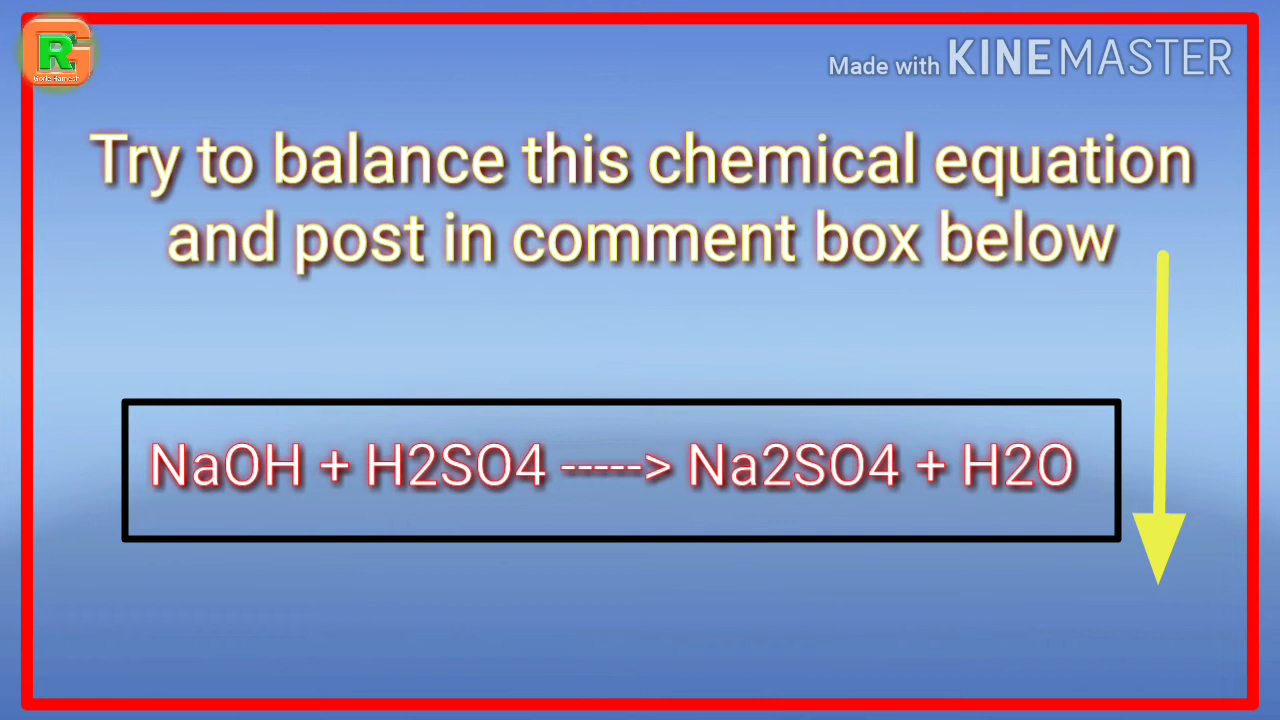 R
Made with KINEMASTER
Try to balance this chemical equation
and post in comment box below
NaOH + H2SO4 -----> Na2SO4 + H2O